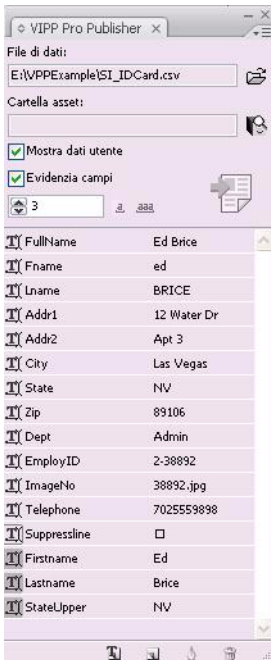 VIPP Pro Publisher
File di dati:
E:\VPPExample\SI_IDCard.csv
Cartella asset:
Mostra dati utente
Evidenzia campi
3 a aaa
FullName Ed Brice
Fname ed
Lname BRICE
Addr1 12 Water Dr
Addr2 Apt 3
City Las Vegas
State NV
Zip 89106
Dept Admin
EmployID 2-38892
ImageNo 38892.jpg
Telephone 7025559898
Suppressline
Firstname Ed
Lastname Brice
StateUpper NV